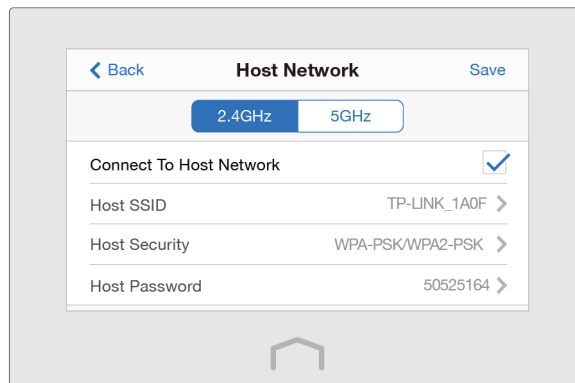 Back Host Network Save
2.4GHz 5GHz
Connect To Host Network
Host SSID TP-LINK_1A0F
Host Security WPA-PSK/WPA2-PSK
Host Password 50525164